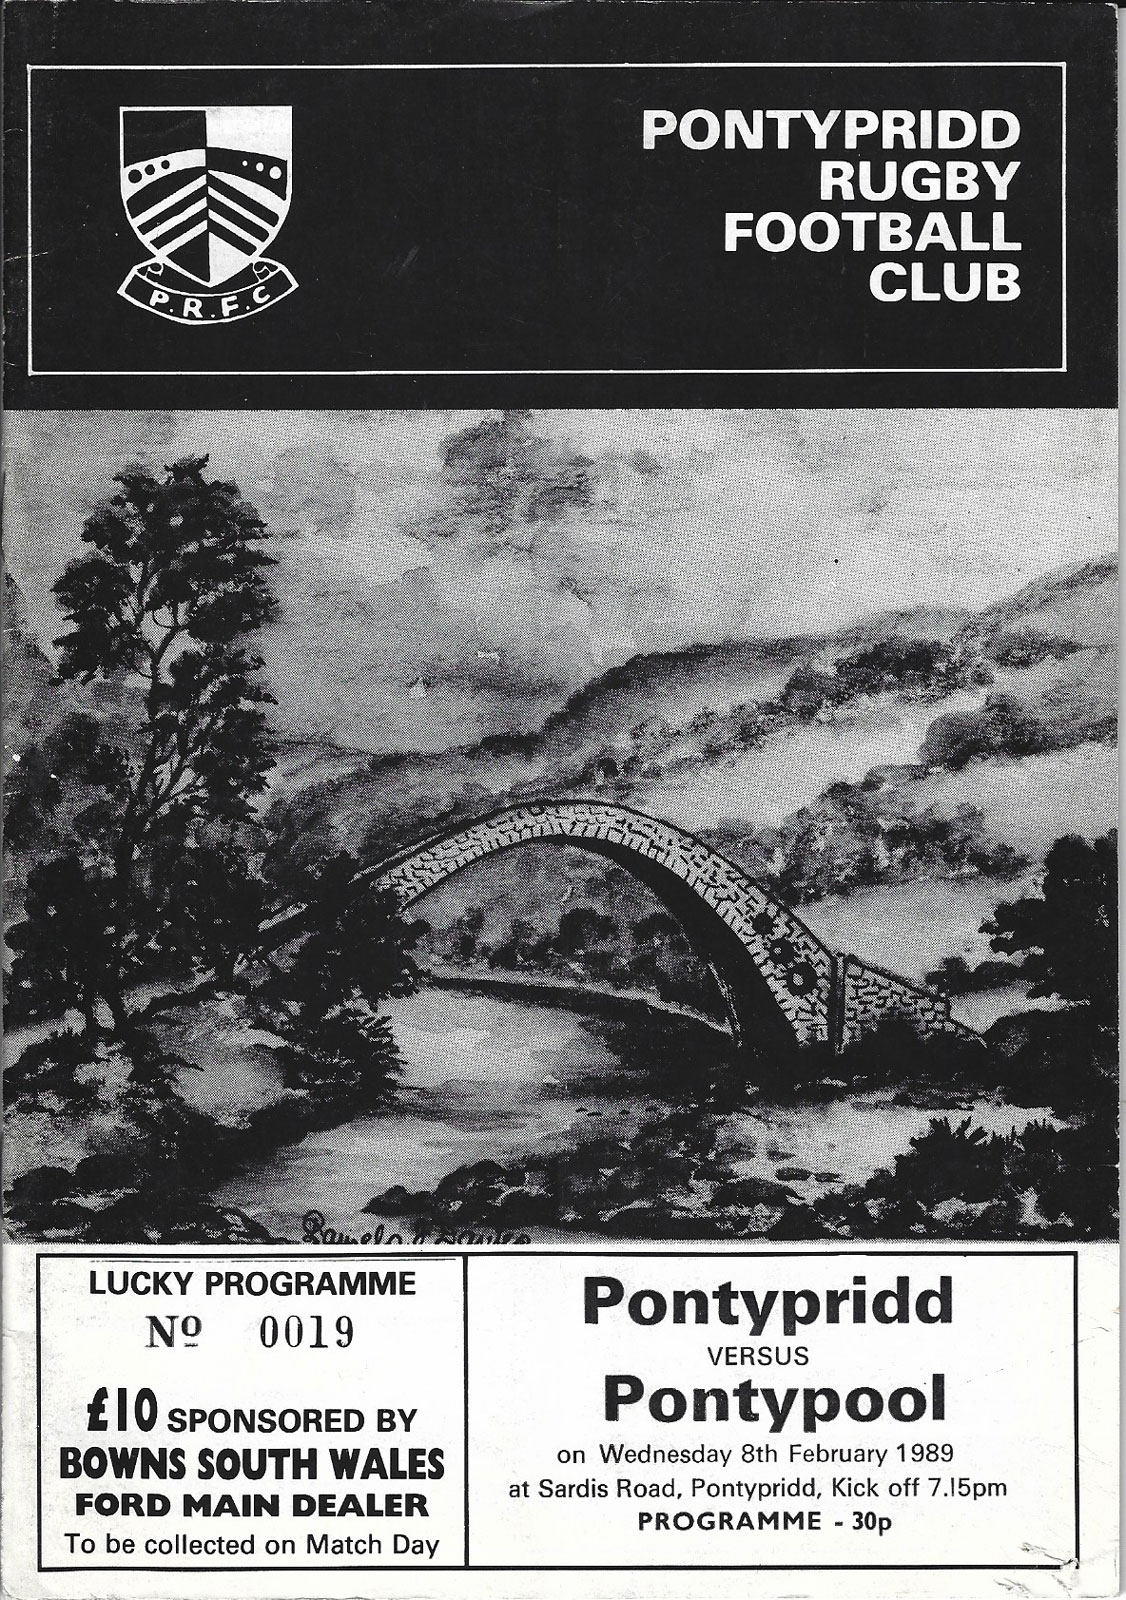 P.R.F.C
PONTYPRIDD
RUGBY
FOOTBALL
CLUB
LUCKY PROGRAMME
Nº 0019
£10 SPONSORED BY
BOWNS SOUTH WALES
FORD MAIN DEALER
To be collected on Match Day
Pontypridd
VERSUS
Pontypool
on Wednesday 8th February 1989
at Sardis Road, Pontypridd, Kick off 7.15pm
PROGRAMME - 30p